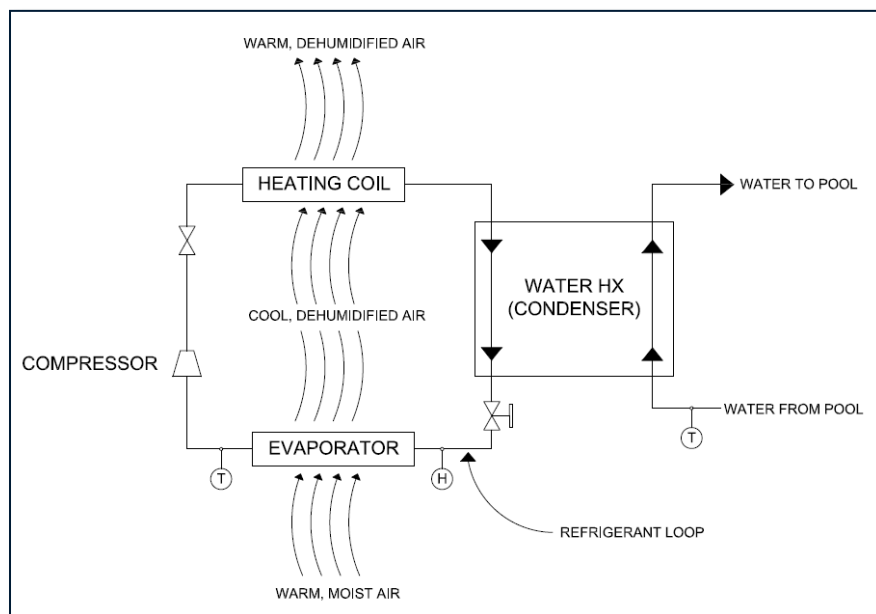 WARM, DEHUMIDIFIED AIR
HEATING COIL
WATER TO POOL
WATER HX
(CONDENSER)
COOL, DEHUMIDIFIED AIR
COMPRESSOR
WATER FROM POOL
T
EVAPORATOR
T
H
REFRIGERANT LOOP
WARM, MOIST AIR